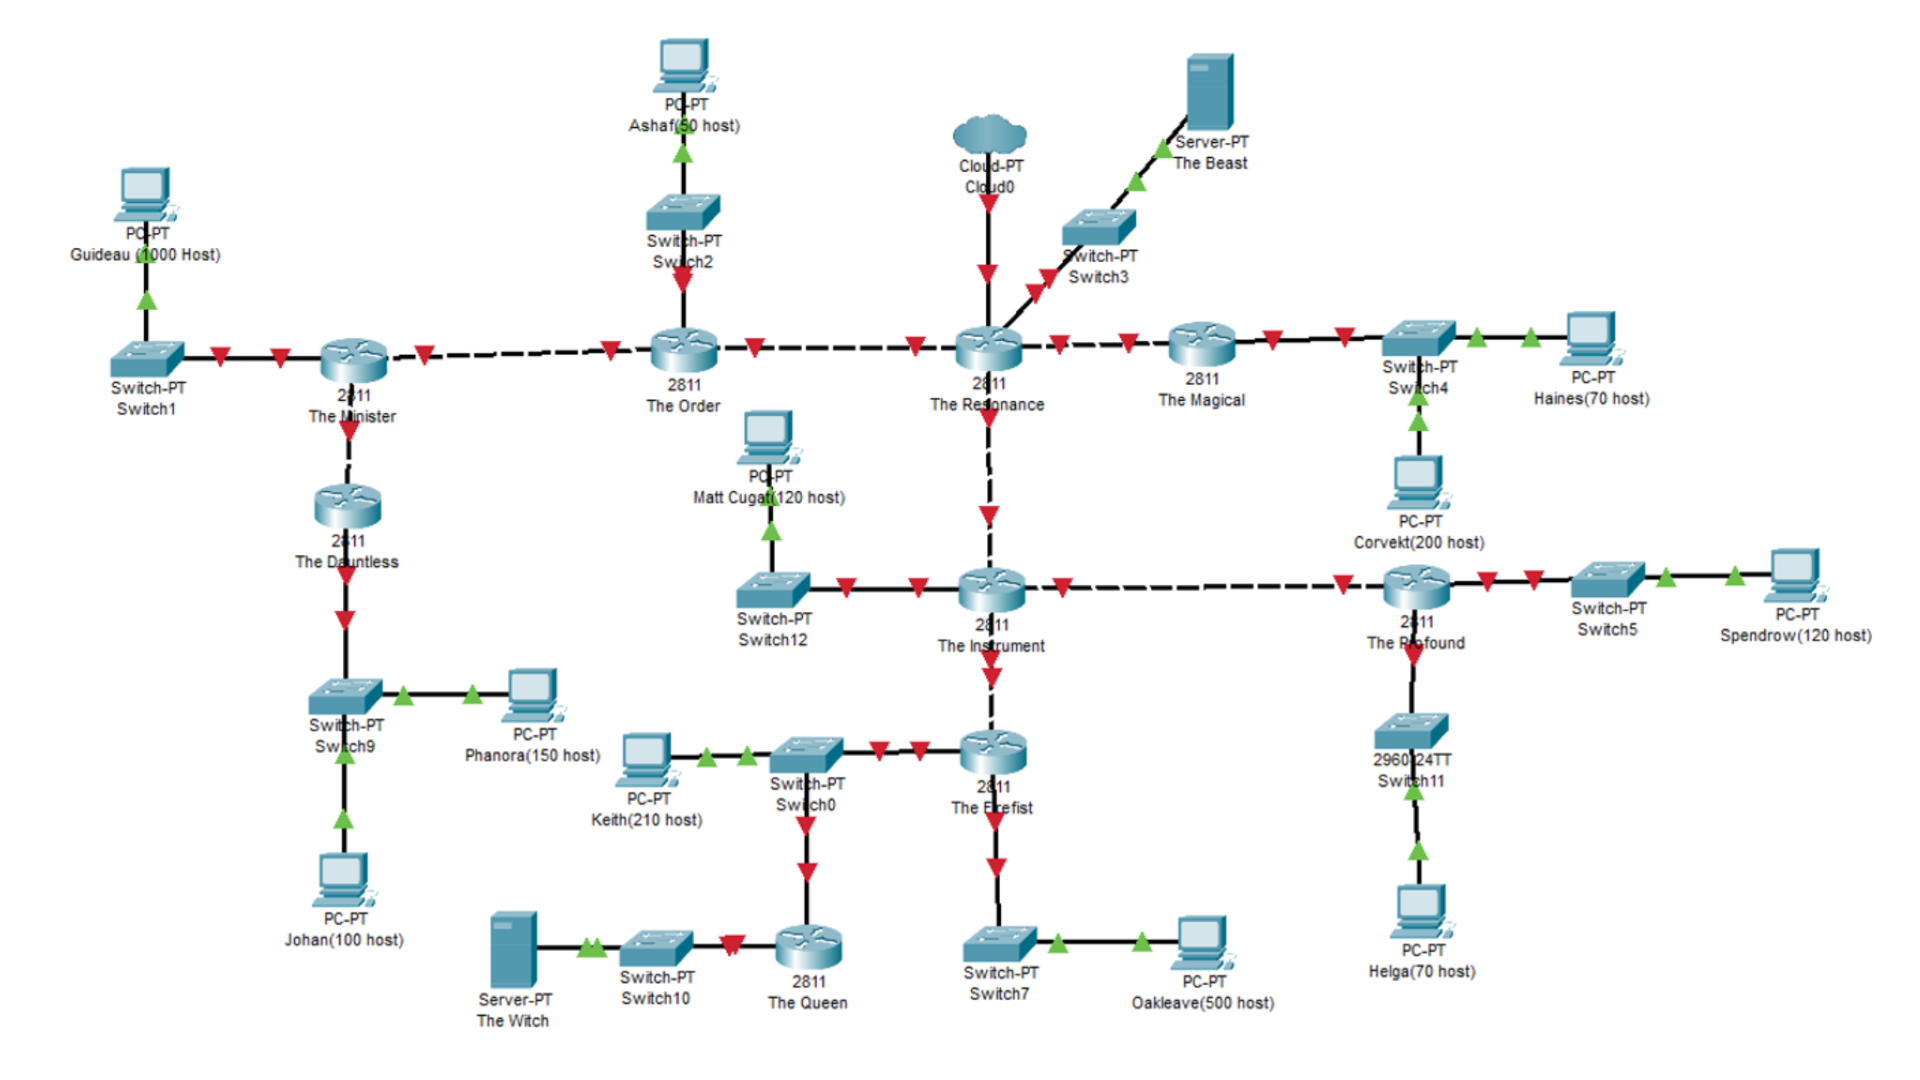 PC-PT
Ashaf(50 host)
Server-PT
The Beast
Cloud-PT
Cloud0
PC-PT
Guideau (1000 Host)
Switch-PT
Switch2
Switch-PT
Switch3
Switch-PT
Switch1
2811
The Minister
2811
The Order
2811
The Resonance
2811
The Magical
Switch-PT
Switch4
PC-PT
Haines(70 host)
PC-PT
Matt Cugat(120 host)
PC-PT
Corvekt(200 host)
2811
The Dauntless
Switch-PT
Switch12
2811
The Instrument
2811
The Profound
Switch-PT
Switch5
PC-PT
Spendrow(120 host)
Switch-PT
Switch9
PC-PT
Phanora(150 host)
PC-PT
Keith(210 host)
Switch-PT
Switch0
2811
The Firefist
2960-24TT
Switch11
PC-PT
Johan(100 host)
Server-PT
The Witch
Switch-PT
Switch10
2811
The Queen
Switch-PT
Switch7
PC-PT
Oakleave(500 host)
PC-PT
Helga(70 host)